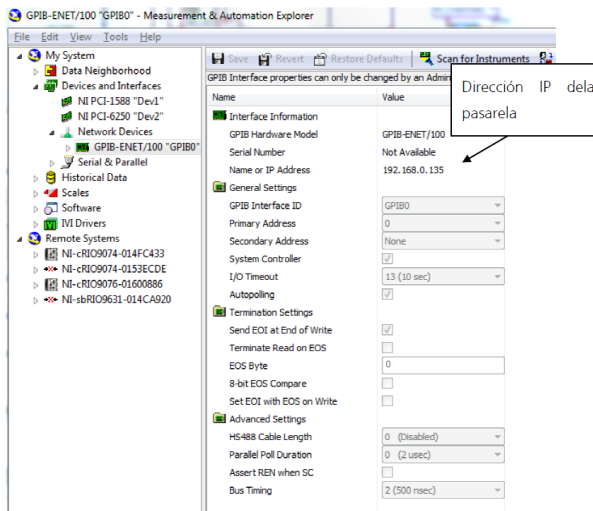 GPIB-ENET/100 "GPIB0" - Measurement & Automation Explorer
File Edit View Tools Help
My System
Data Neighborhood
Devices and Interfaces
NI PCI-1588 "Dev1"
NI PCI-6250 "Dev2"
Network Devices
GPIB-ENET/100 "GPIB0"
Serial & Parallel
Historical Data
Scales
Software
IVI Drivers
Remote Systems
NI-cRIO9074-014FC433
NI-cRIO9074-0153ECDE
NI-cRIO9076-01600886
NI-sbRIO9631-014CA920
Save Revert Restore Defaults Scan for Instruments
GPIB Interface properties can only be changed by an Admin
Name Value
Interface Information
GPIB Hardware Model GPIB-ENET/100
Serial Number Not Available
Name or IP Address 192.168.0.135
General Settings
GPIB Interface ID GPIB0
Primary Address 0
Secondary Address None
System Controller
I/O Timeout 13 (10 sec)
Autopolling
Termination Settings
Send EOI at End of Write
Terminate Read on EOS
EOS Byte 0
8-bit EOS Compare
Set EOI with EOS on Write
Advanced Settings
HS488 Cable Length 0 (Disabled)
Parallel Poll Duration 0 (2 usec)
Assert REN when SC
Bus Timing 2 (500 nsec)
Dirección IP dela
pasarela